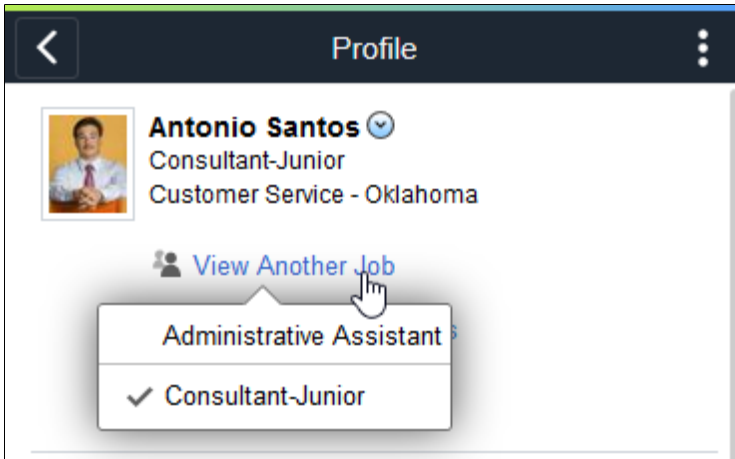 Profile
Antonio Santos
Consultant-Junior
Customer Service - Oklahoma
View Another Job
Administrative Assistant
Consultant-Junior